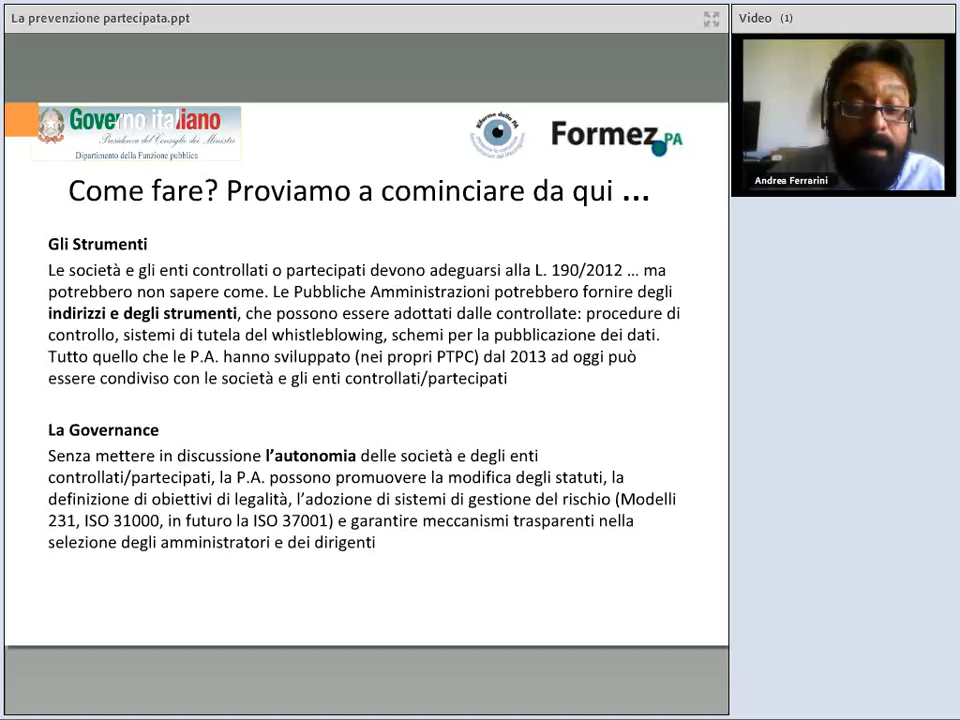 La prevenzione partecipata.ppt
Video (1)
Governo italiano
Presidenza del Consiglio dei Ministri
Dipartimento della Funzione pubblica
Riforma della PA
Formez PA
Andrea Ferrarini
Come fare? Proviamo a cominciare da qui ...
Gli Strumenti
Le società e gli enti controllati o partecipati devono adeguarsi alla L. 190/2012 … ma
potrebbero non sapere come. Le Pubbliche Amministrazioni potrebbero fornire degli
indirizzi e degli strumenti, che possono essere adottati dalle controllate: procedure di
controllo, sistemi di tutela del whistleblowing, schemi per la pubblicazione dei dati.
Tutto quello che le P.A. hanno sviluppato (nei propri PTPC) dal 2013 ad oggi può
essere condiviso con le società e gli enti controllati/partecipati
La Governance
Senza mettere in discussione l’autonomia delle società e degli enti
controllati/partecipati, la P.A. possono promuovere la modifica degli statuti, la
definizione di obiettivi di legalità, l’adozione di sistemi di gestione del rischio (Modelli
231, ISO 31000, in futuro la ISO 37001) e garantire meccanismi trasparenti nella
selezione degli amministratori e dei dirigenti